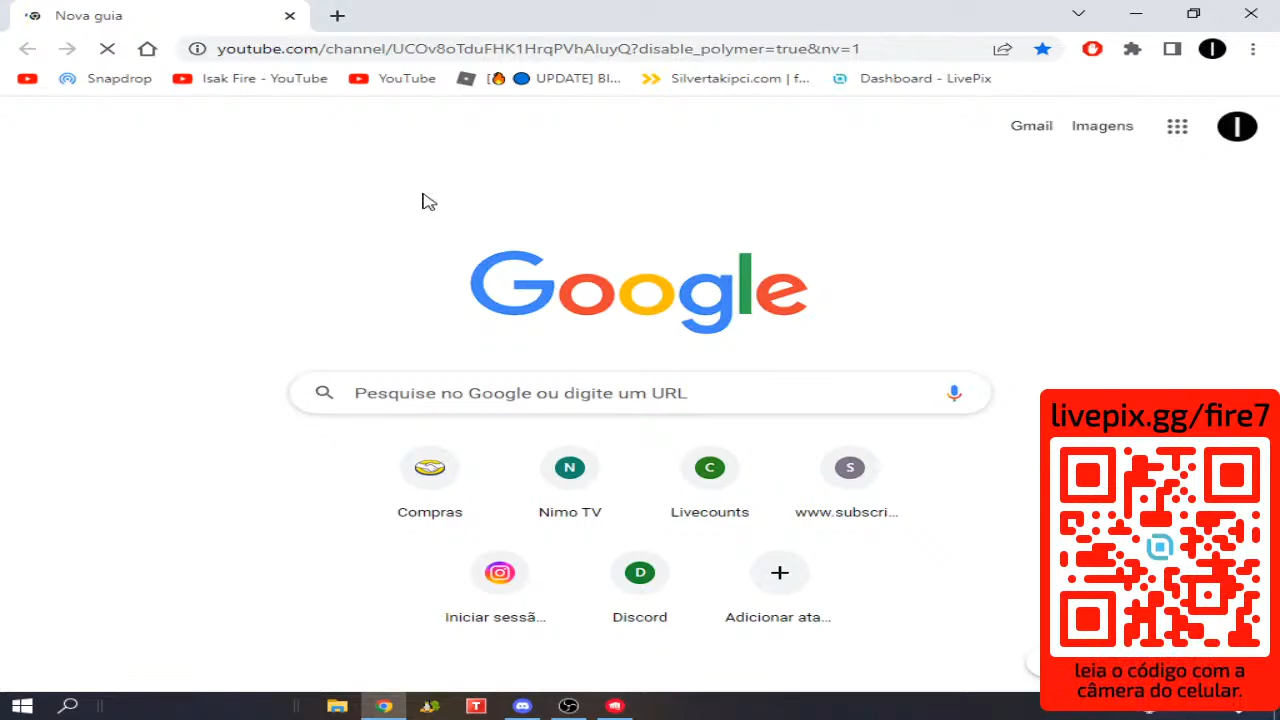 Nova guia
youtube.com/channel/UCOv8oTduFHK1HrqPVhAluyQ?disable_polymer=true&nv=1
Snapdrop
Isak Fire - YouTube
YouTube
[🔥🔵 UPDATE] Bl...
Silvertakipci.com | f...
Dashboard - LivePix
Gmail
Imagens
Google
Pesquise no Google ou digite um URL
N
C
S
Compras
Nimo TV
Livecounts
www.subscri...
D
Iniciar sessã...
Discord
Adicionar ata...
livepix.gg/fire7
leia o código com a
câmera do celular.
T